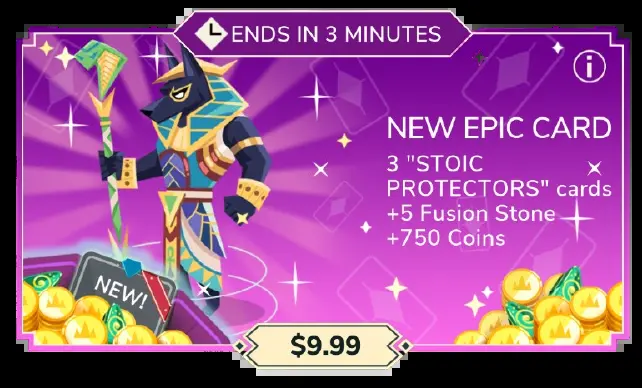 ENDS IN 3 MINUTES
i
NEW EPIC CARD
3 "STOIC
PROTECTORS" cards
+5 Fusion Stone
+750 Coins
NEW!
$9.99